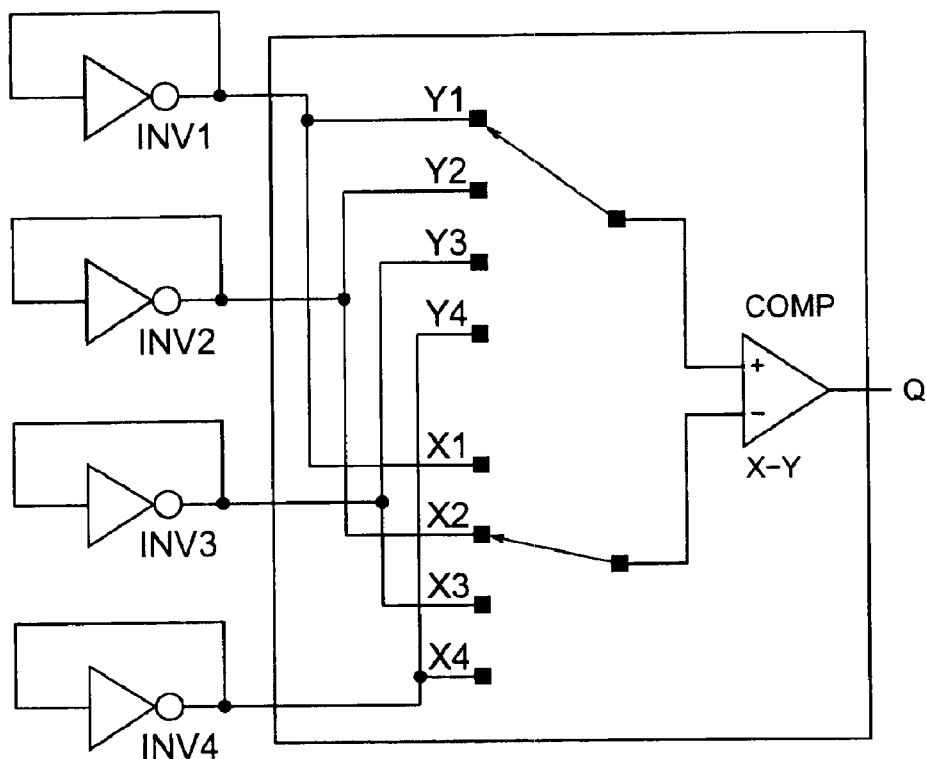 INV1
INV2
INV3
INV4
Y1
Y2
Y3
Y4
X1
X2
X3
X4
COMP
+
−
X−Y
Q